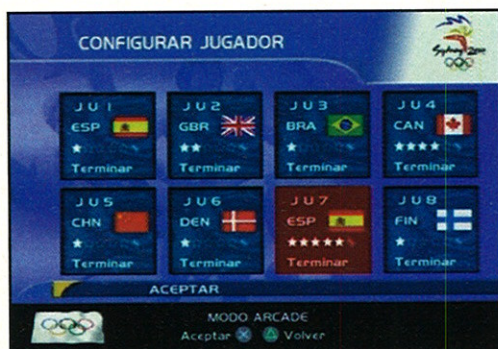 CONFIGURAR JUGADOR
Sydney 2000
JU1
ESP
Terminar
JU2
GBR
Terminar
JU3
BRA
Terminar
JU4
CAN
Terminar
JU5
CHN
Terminar
JU6
DEN
Terminar
JU7
ESP
Terminar
JU8
FIN
Terminar
ACEPTAR
MODO ARCADE
Aceptar Volver